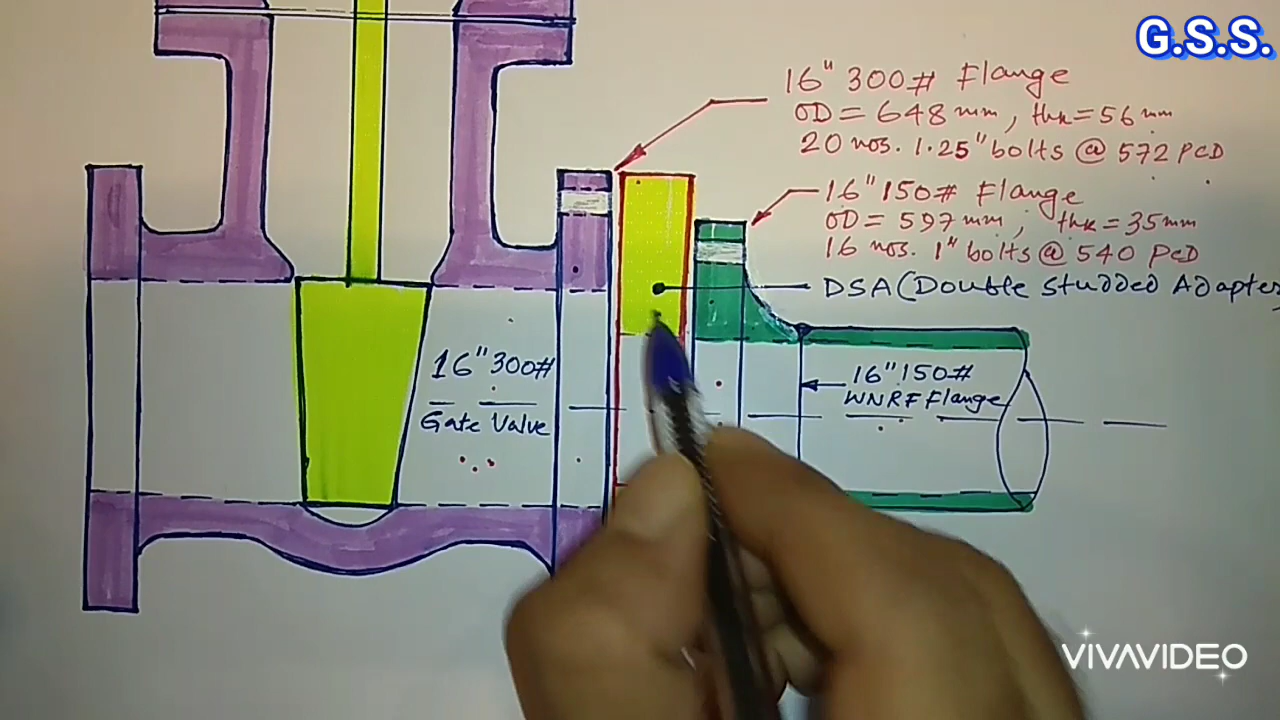 G.S.S.
16" 300# Flange
OD = 648 mm, thk = 56 mm
20 nos. 1.25" bolts @ 572 PCD
16" 150# Flange
OD = 597 mm, thk = 35 mm
16 nos. 1" bolts @ 540 PCD
DSA (Double Studded Adapter)
16" 300#
Gate Valve
16" 150#
WNRF Flange
VIVAVIDEO